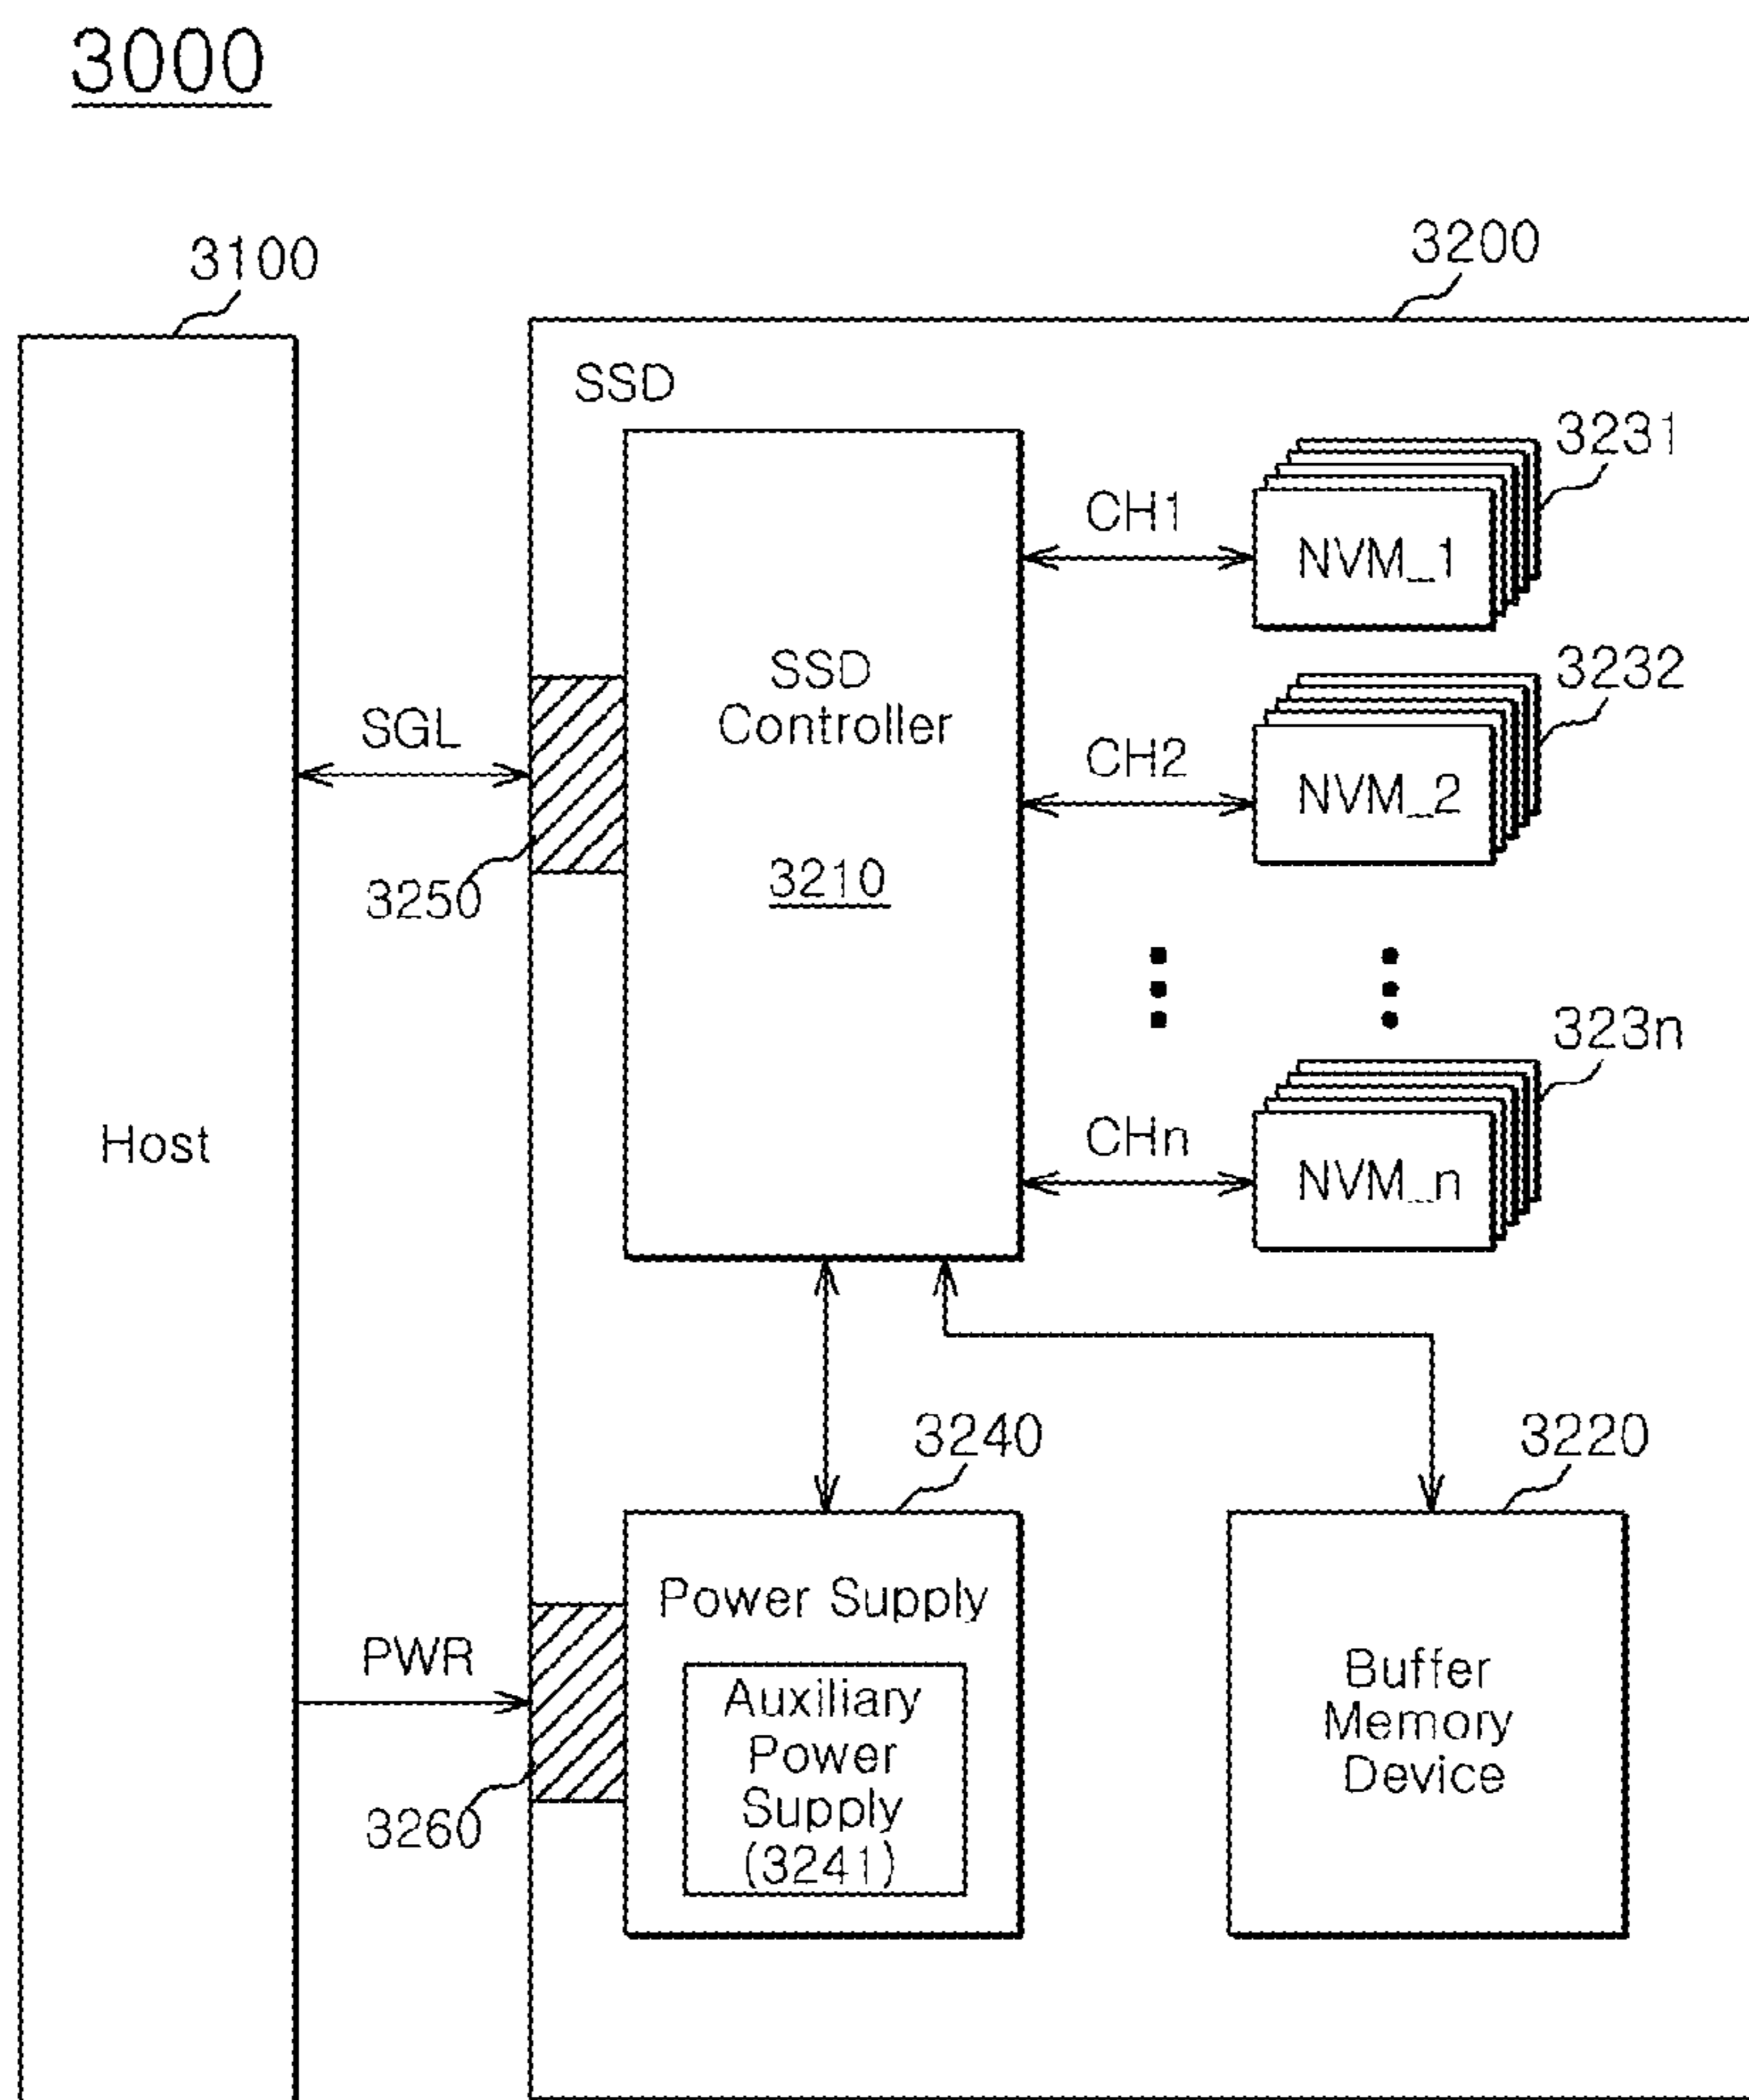 3000
3100
3200
SSD
3231
CH1
NVM_1
SSD
Controller
3210
3232
SGL
CH2
NVM_2
3250
323n
Host
CHn
NVM_n
3240
3220
Power Supply
PWR
Auxiliary
Power
Supply
(3241)
Buffer
Memory
Device
3260